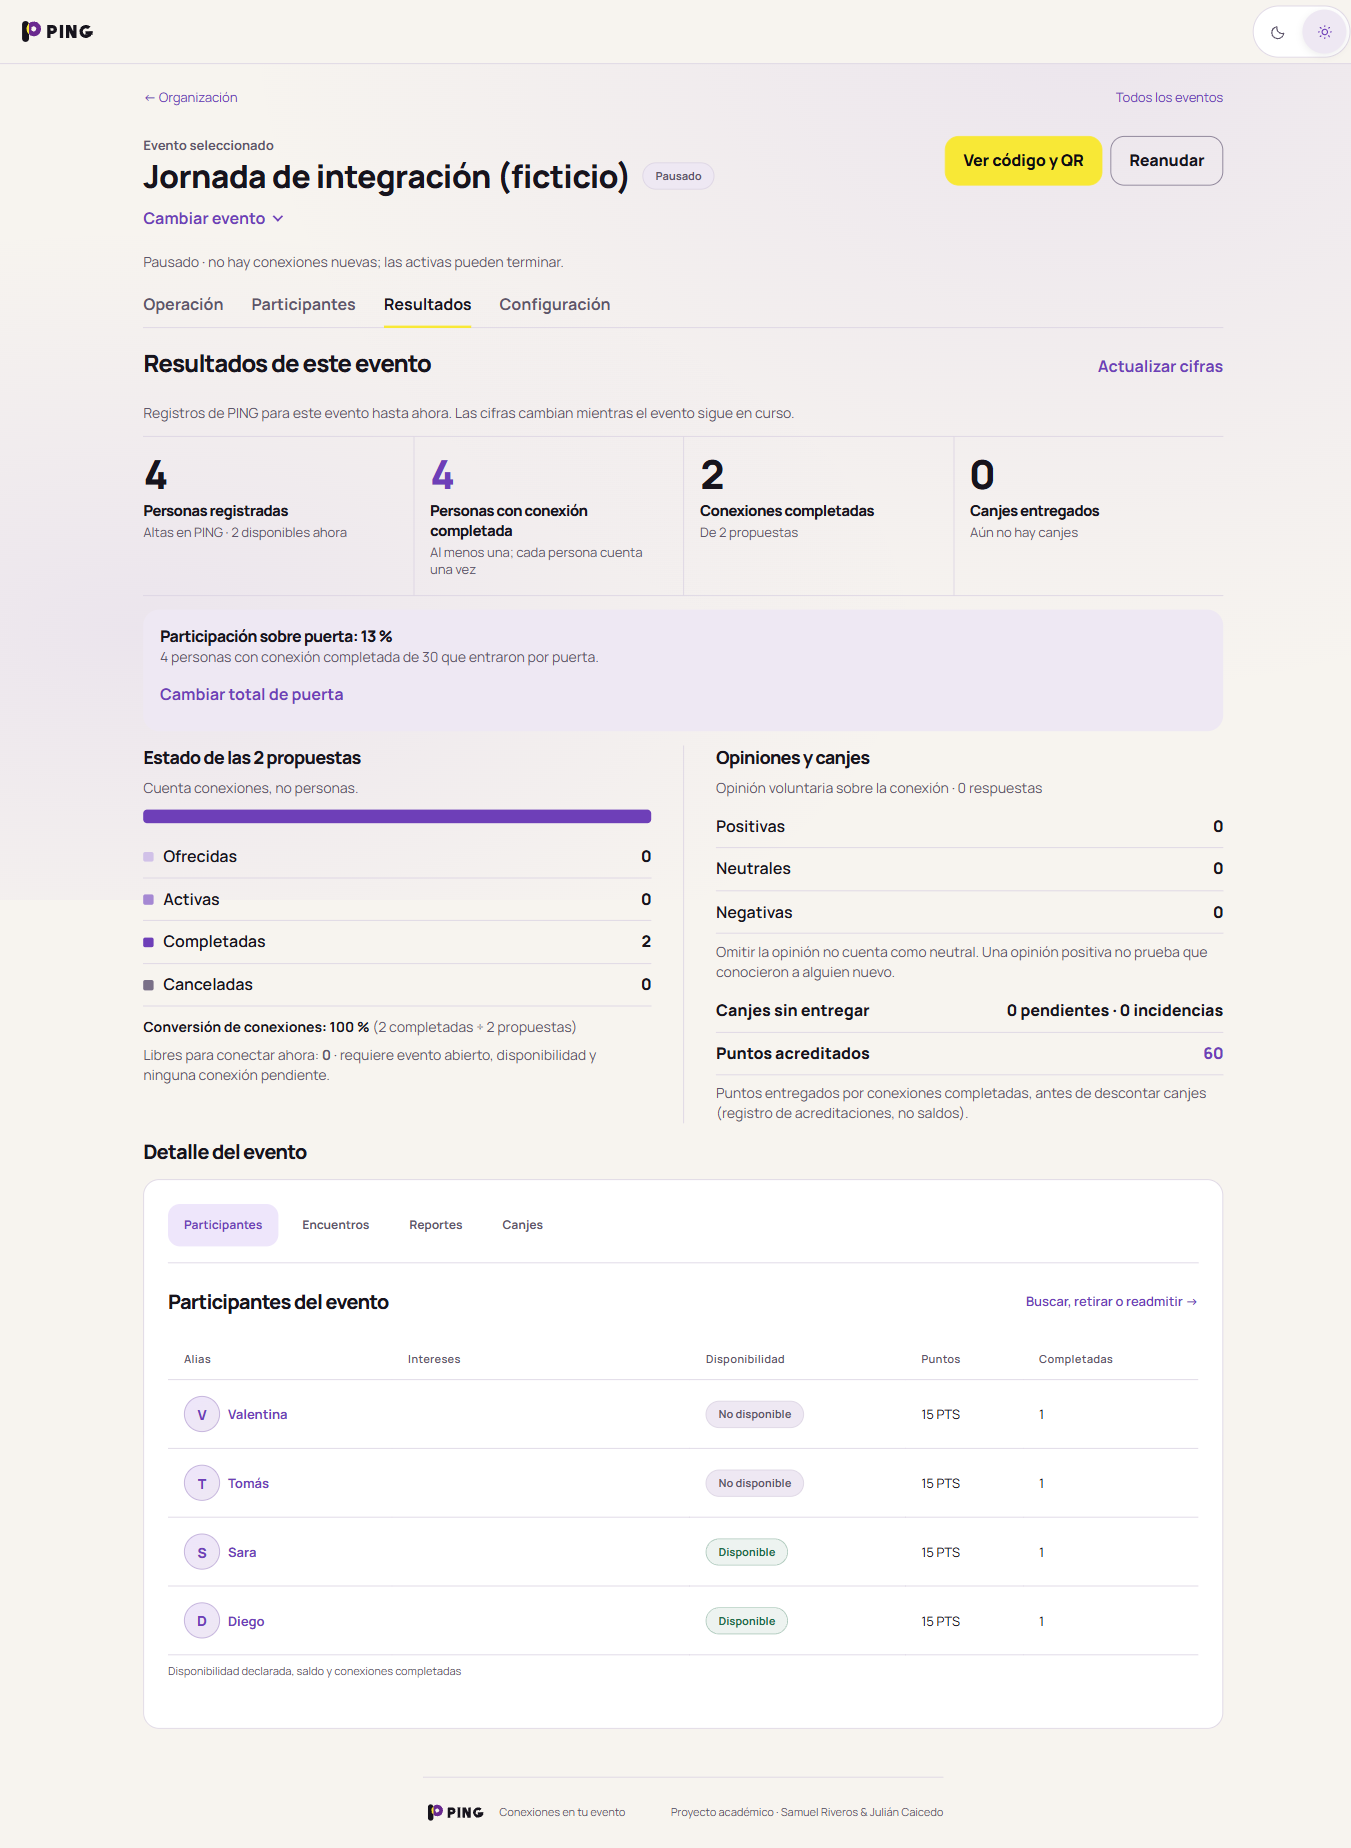 PING
← Organización
Todos los eventos
Evento seleccionado
Jornada de integración (ficticio)
Pausado
Ver código y QR
Reanudar
Cambiar evento
Pausado · no hay conexiones nuevas; las activas pueden terminar.
Operación
Participantes
Resultados
Configuración
Resultados de este evento
Actualizar cifras
Registros de PING para este evento hasta ahora. Las cifras cambian mientras el evento sigue en curso.
4
Personas registradas
Altas en PING · 2 disponibles ahora
4
Personas con conexión
completada
Al menos una; cada persona cuenta
una vez
2
Conexiones completadas
De 2 propuestas
0
Canjes entregados
Aún no hay canjes
Participación sobre puerta: 13 %
4 personas con conexión completada de 30 que entraron por puerta.
Cambiar total de puerta
Estado de las 2 propuestas
Cuenta conexiones, no personas.
Ofrecidas 0
Activas 0
Completadas 2
Canceladas 0
Conversión de conexiones: 100 % (2 completadas ÷ 2 propuestas)
Libres para conectar ahora: 0 · requiere evento abierto, disponibilidad y
ninguna conexión pendiente.
Opiniones y canjes
Opinión voluntaria sobre la conexión · 0 respuestas
Positivas 0
Neutrales 0
Negativas 0
Omitir la opinión no cuenta como neutral. Una opinión positiva no prueba que
conocieron a alguien nuevo.
Canjes sin entregar 0 pendientes · 0 incidencias
Puntos acreditados 60
Puntos entregados por conexiones completadas, antes de descontar canjes
(registro de acreditaciones, no saldos).
Detalle del evento
Participantes
Encuentros
Reportes
Canjes
Participantes del evento
Buscar, retirar o readmitir →
Alias Intereses Disponibilidad Puntos Completadas
V Valentina No disponible 15 PTS 1
T Tomás No disponible 15 PTS 1
S Sara Disponible 15 PTS 1
D Diego Disponible 15 PTS 1
Disponibilidad declarada, saldo y conexiones completadas
PING
Conexiones en tu evento
Proyecto académico · Samuel Riveros & Julián Caicedo